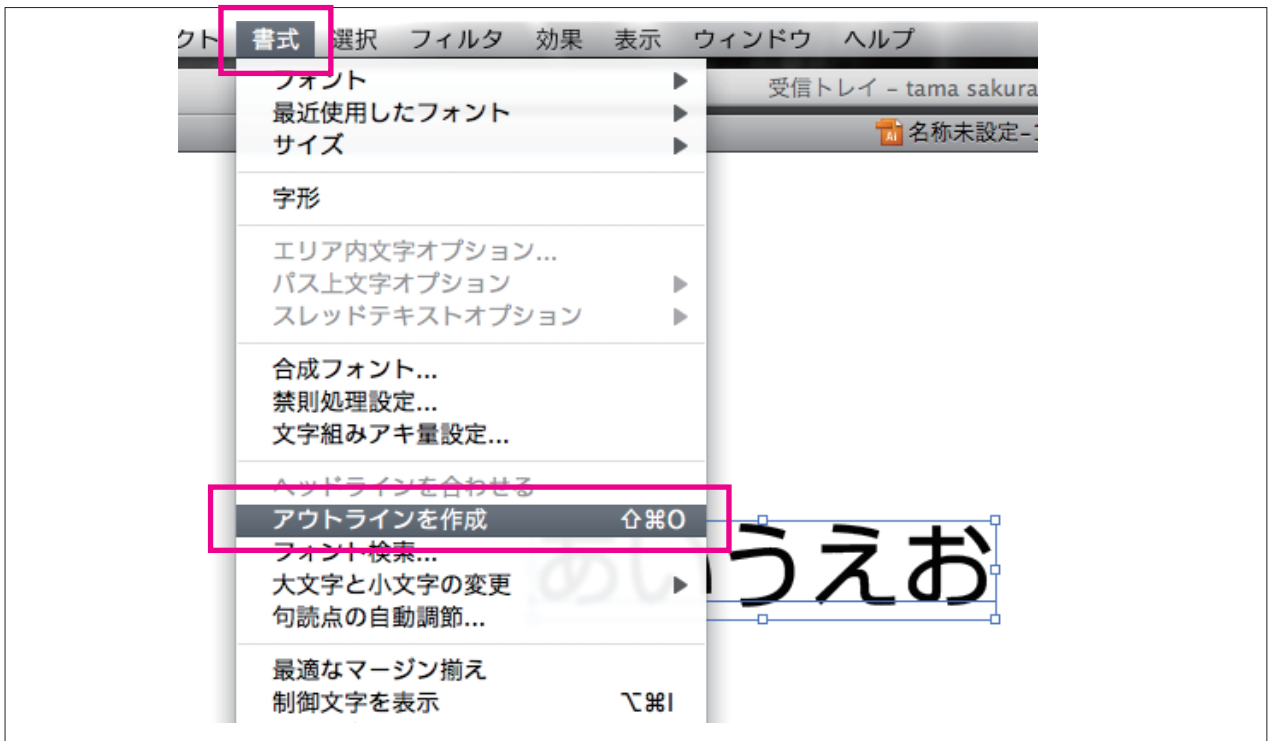 クト 書式 選択 フィルタ 効果 表示 ウィンドウ ヘルプ
フォント
受信トレイ – tama sakura
最近使用したフォント
名称未設定-
サイズ
字形
エリア内文字オプション...
パス上文字オプション
スレッドテキストオプション
合成フォント...
禁則処理設定...
文字組みアキ量設定...
ヘッドラインを合わせる
アウトラインを作成 ⇧⌘O
フォント検索...
大文字と小文字の変更
句読点の自動調節...
あいうえお
最適なマージン揃え
制御文字を表示 ⌥⌘I